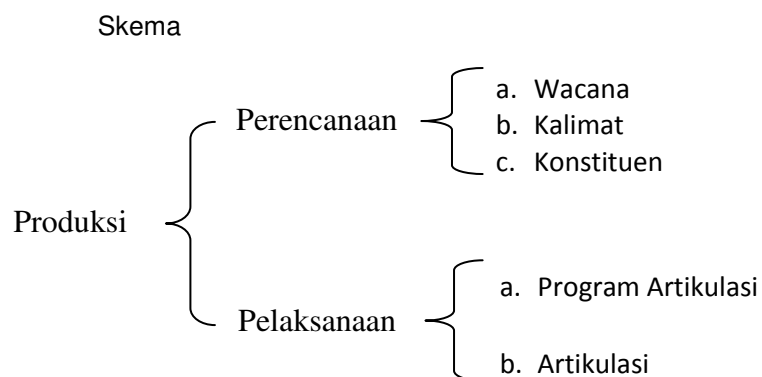 Skema
Perencanaan
a. Wacana
b. Kalimat
c. Konstituen
Produksi
Pelaksanaan
a. Program Artikulasi
b. Artikulasi